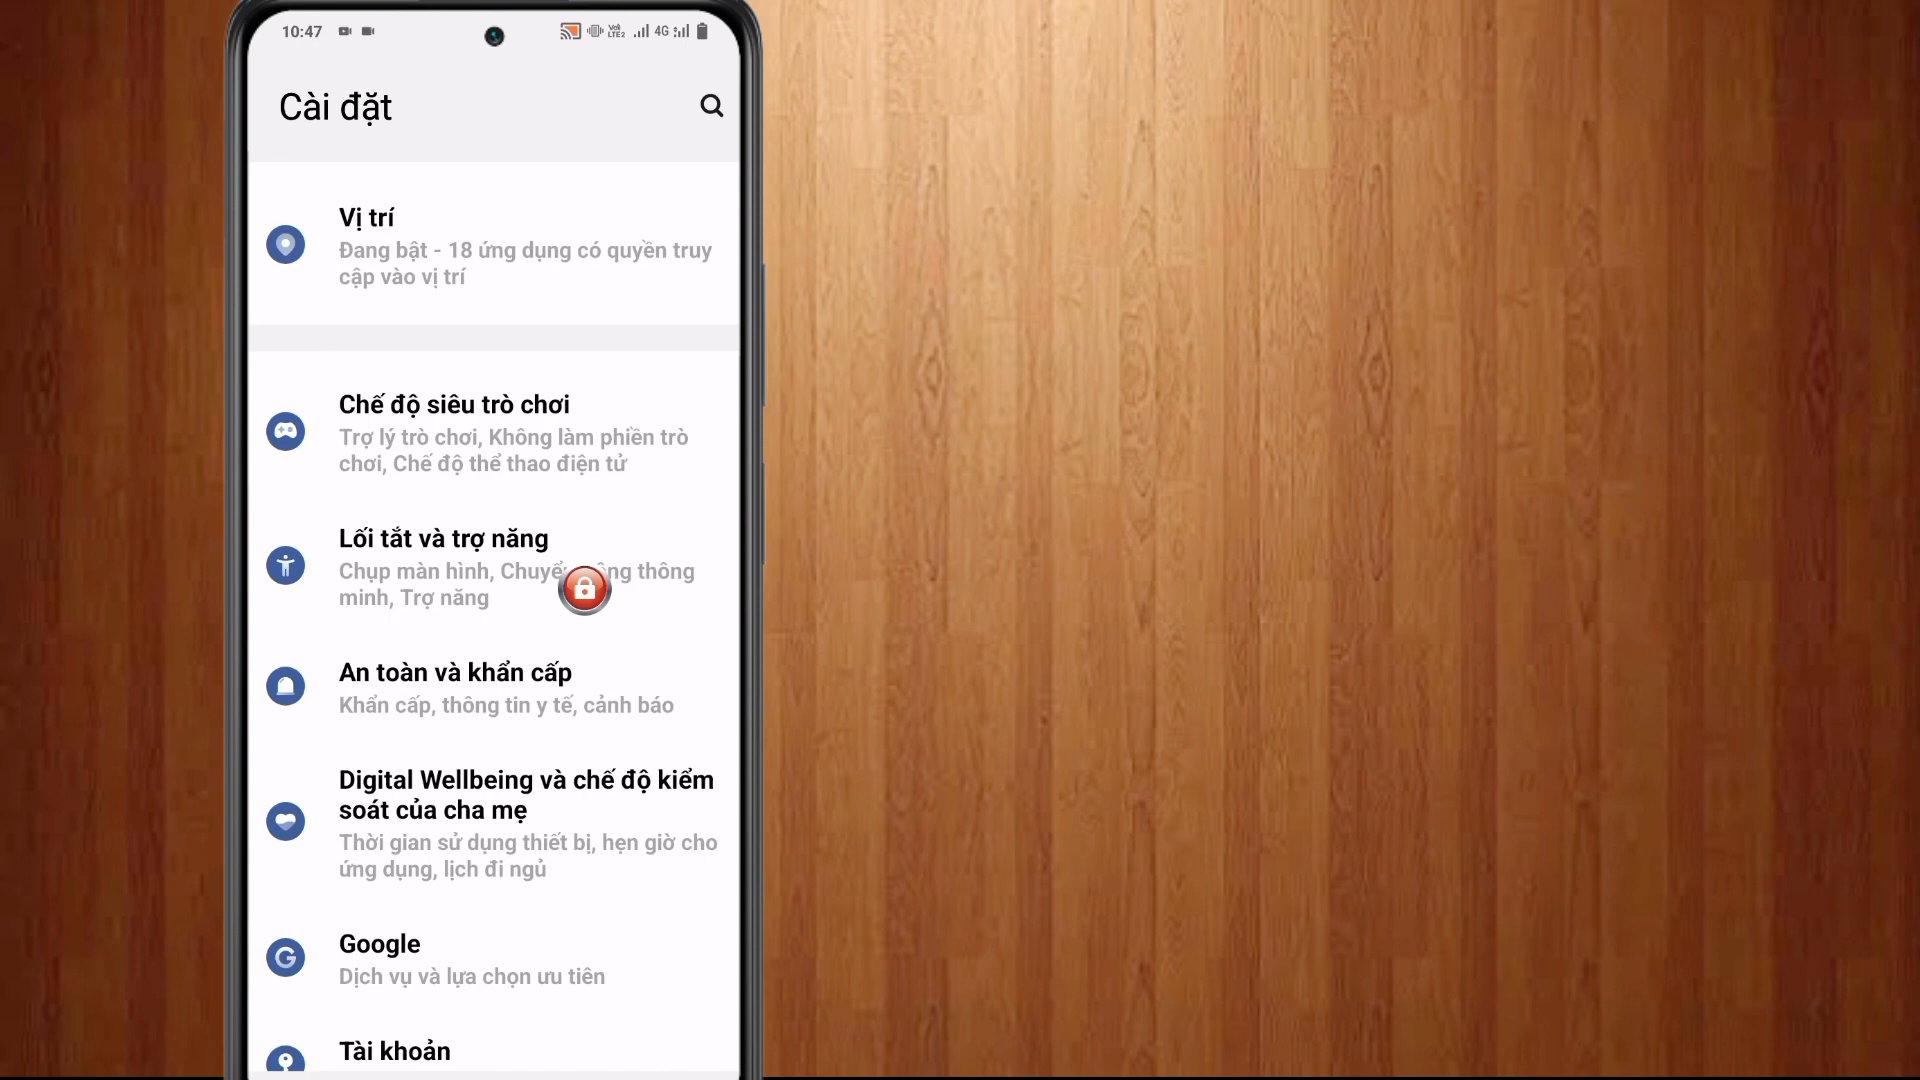 10:47
Vo)
LTE2
4G
Cài đặt
Vị trí
Đang bật - 18 ứng dụng có quyền truy
cập vào vị trí
Chế độ siêu trò chơi
Trợ lý trò chơi, Không làm phiền trò
chơi, Chế độ thể thao điện tử
Lối tắt và trợ năng
Chụp màn hình, thông
minh, Trợ năng
An toàn và khẩn cấp
Khẩn cấp, thông tin y tế, cảnh báo
Digital Wellbeing và chế độ kiểm
soát của cha mẹ
Thời gian sử dụng thiết bị, hẹn giờ cho
ứng dụng, lịch đi ngủ
Google
Dịch vụ và lựa chọn ưu tiên
Tài khoản